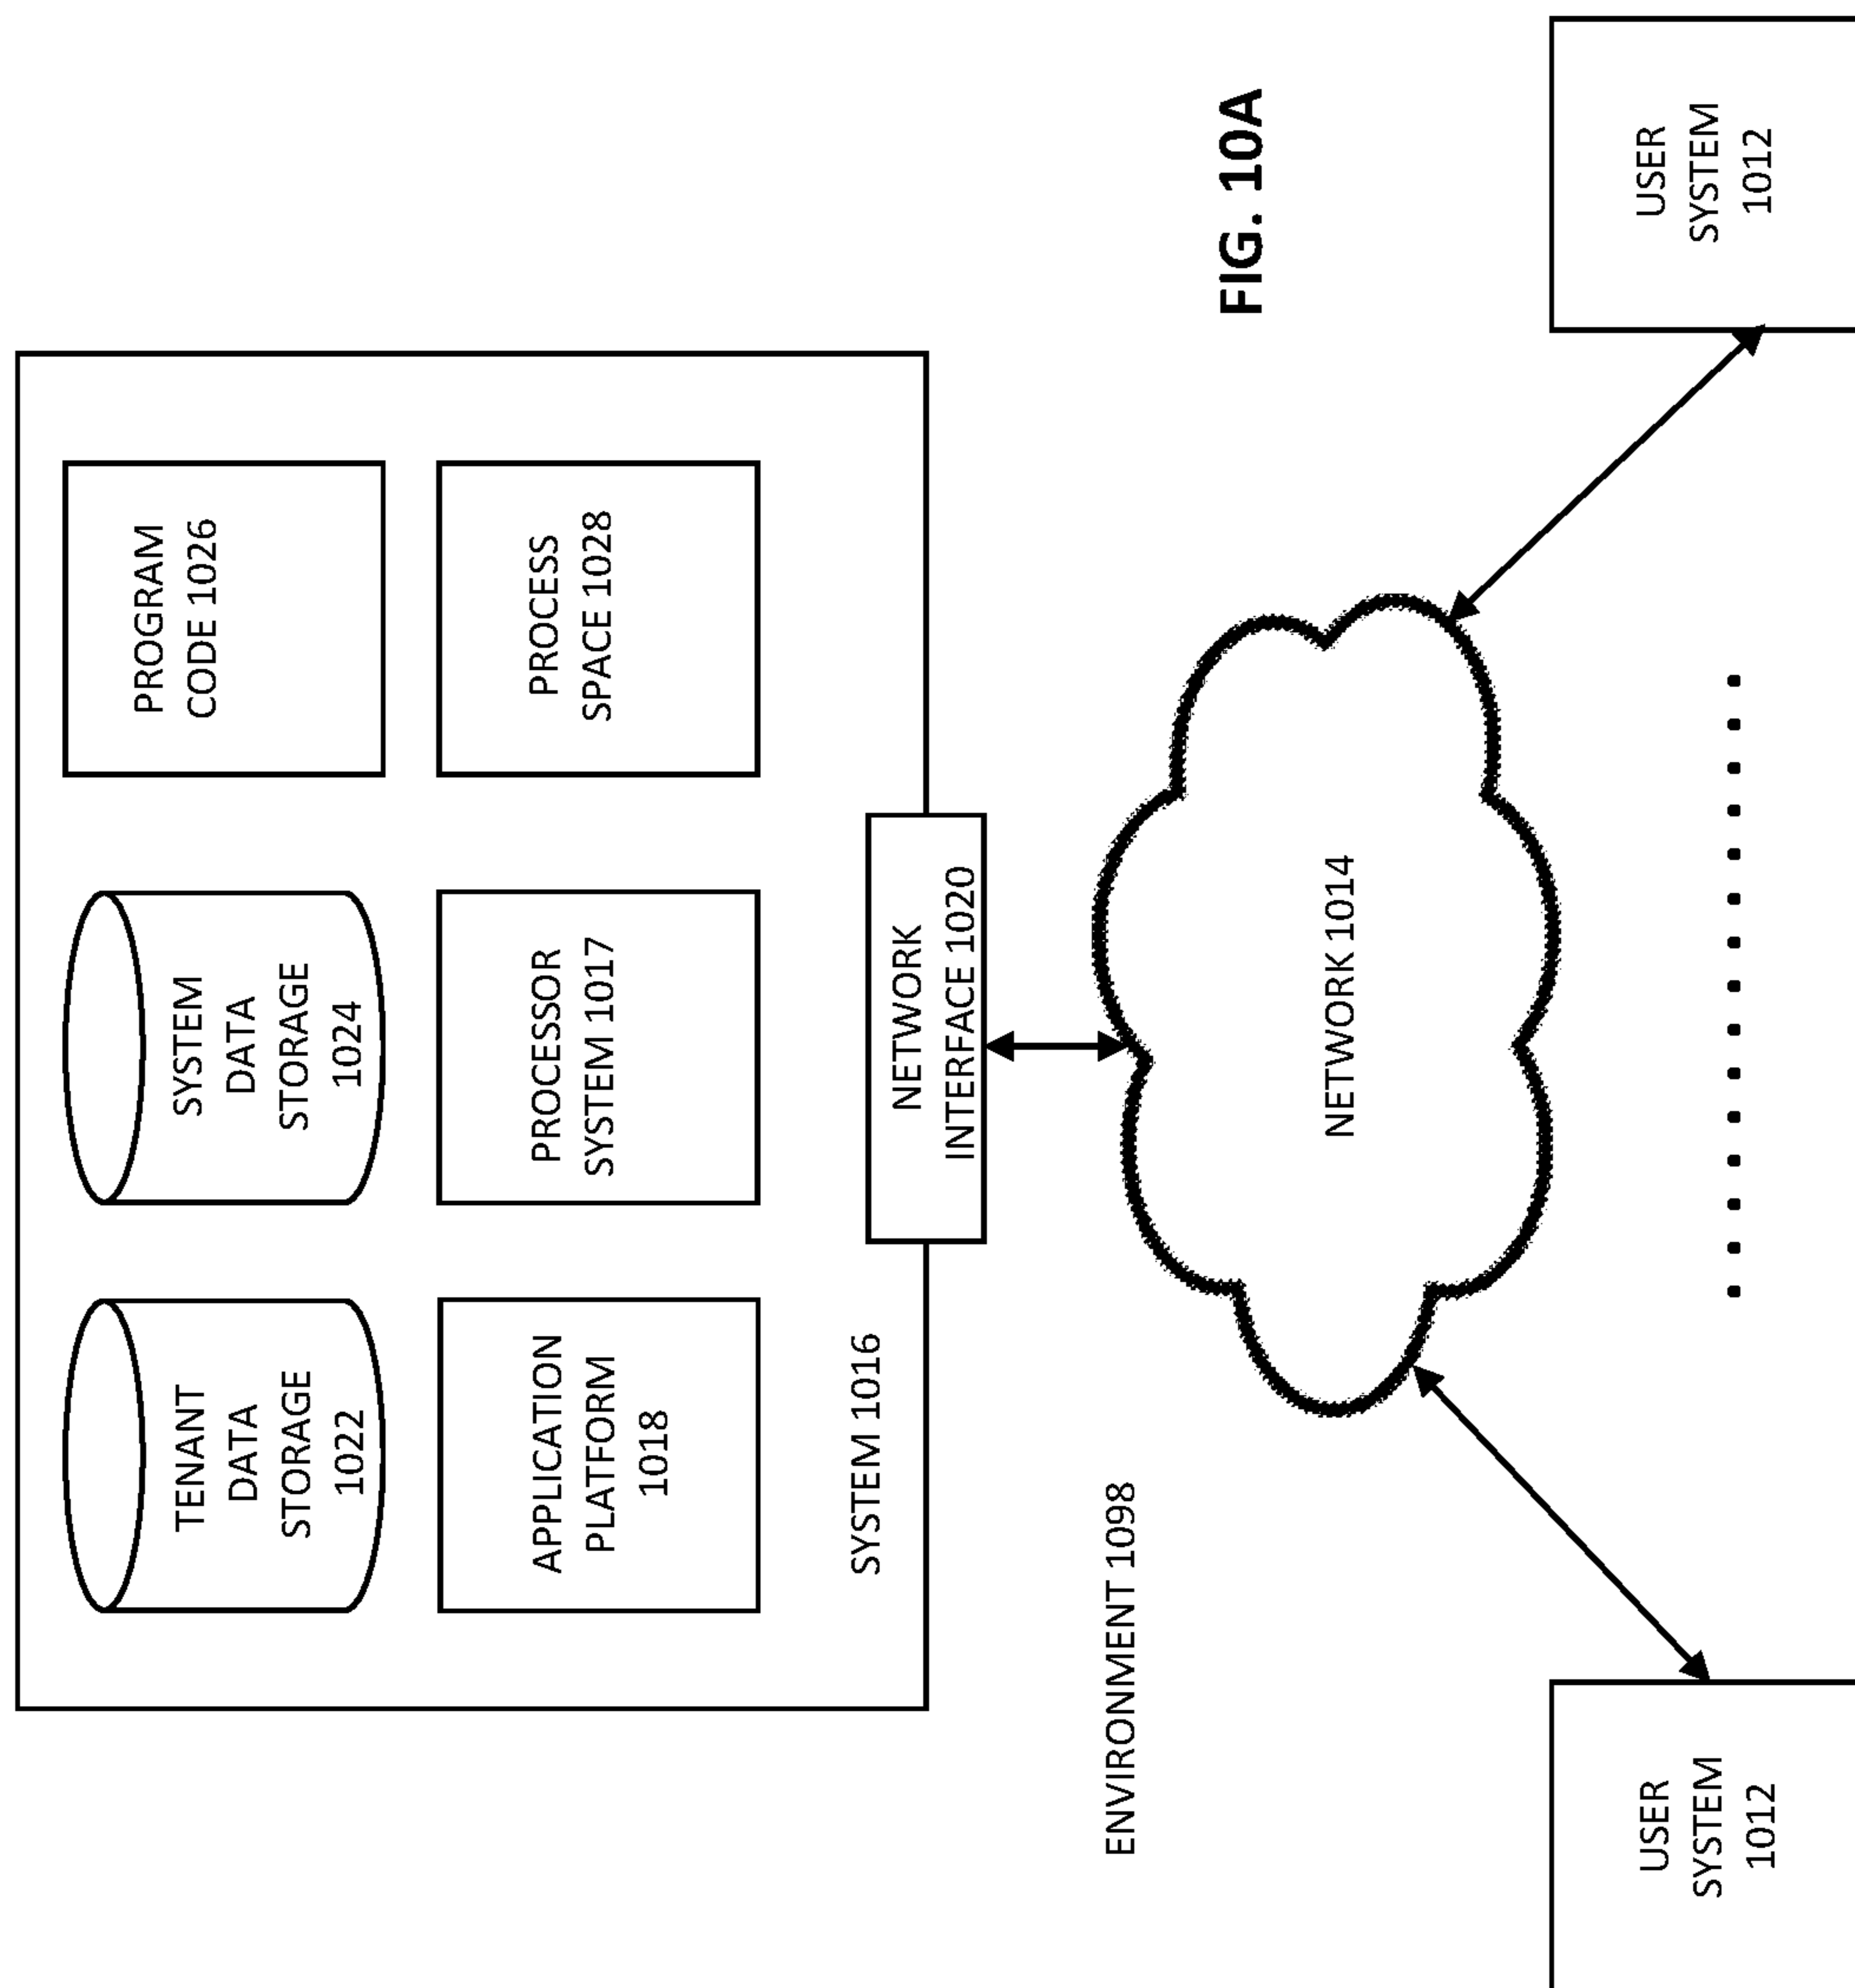 TENANT
DATA
STORAGE
1022
SYSTEM
DATA
STORAGE
1024
PROGRAM
CODE 1026
APPLICATION
PLATFORM
1018
PROCESSOR
SYSTEM 1017
PROCESS
SPACE 1028
SYSTEM 1016
NETWORK
INTERFACE 1020
ENVIRONMENT 1098
NETWORK 1014
FIG. 10A
USER
SYSTEM
1012
USER
SYSTEM
1012